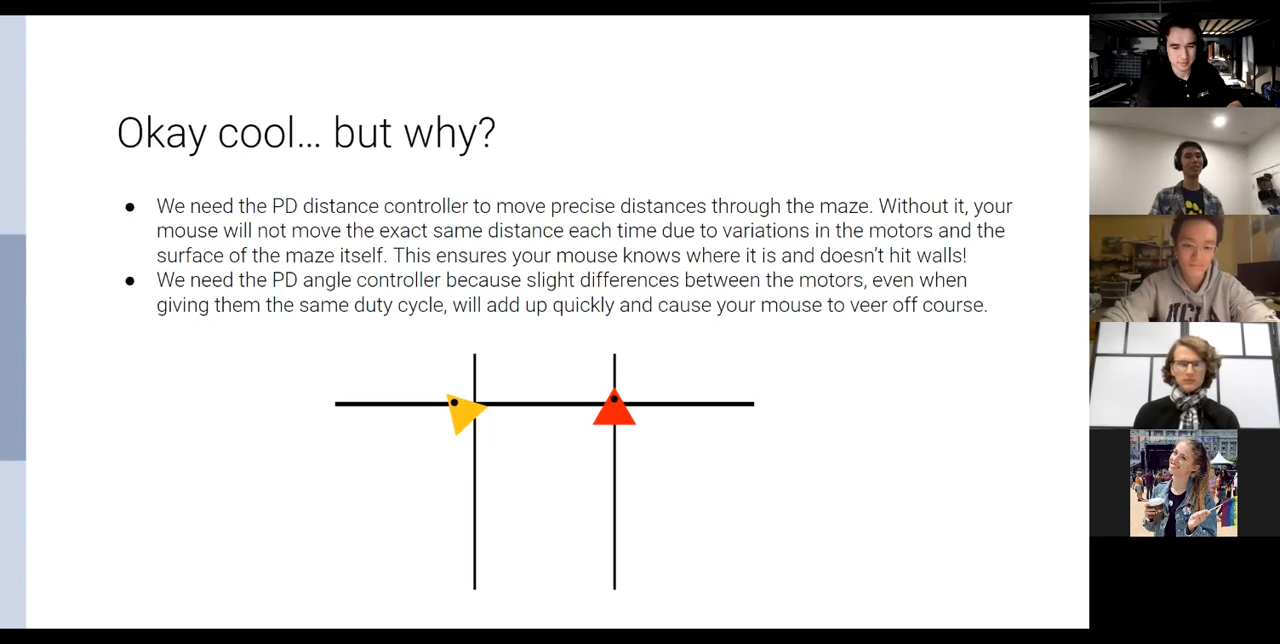 Okay cool... but why?
● We need the PD distance controller to move precise distances through the maze. Without it, your
mouse will not move the exact same distance each time due to variations in the motors and the
surface of the maze itself. This ensures your mouse knows where it is and doesn't hit walls!
● We need the PD angle controller because slight differences between the motors, even when
giving them the same duty cycle, will add up quickly and cause your mouse to veer off course.
UCLA